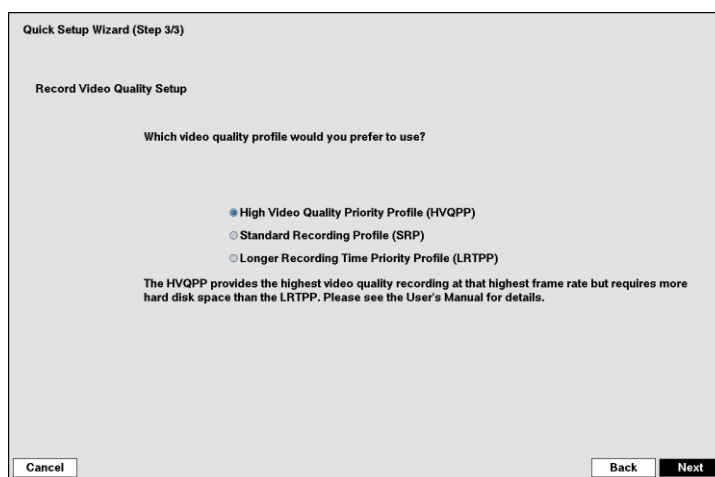 Quick Setup Wizard (Step 3/3)
Record Video Quality Setup
Which video quality profile would you prefer to use?
High Video Quality Priority Profile (HVQPP)
Standard Recording Profile (SRP)
Longer Recording Time Priority Profile (LRTPP)
The HVQPP provides the highest video quality recording at that highest frame rate but requires more
hard disk space than the LRTPP. Please see the User's Manual for details.
Cancel Back Next